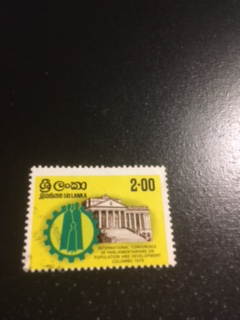 ශ්‍රී ලංකා
இலங்கை SRI LANKA
2·00
INTERNATIONAL CONFERENCE
OF PARLIAMENTARIANS ON
POPULATION AND DEVELOPMENT
COLOMBO 1979